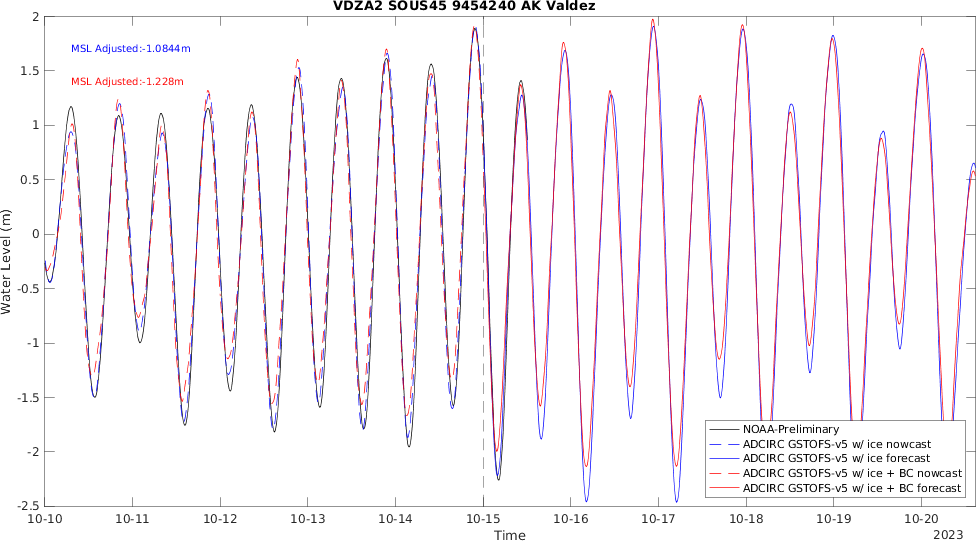 VDZA2 SOUS45 9454240 AK Valdez
2
MSL Adjusted:-1.0844m
1.5
MSL Adjusted:-1.228m
1
0.5
0
Water Level (m)
-0.5
-1
-1.5
NOAA-Preliminary
ADCIRC GSTOFS-v5 w/ ice nowcast
-2
ADCIRC GSTOFS-v5 w/ ice forecast
ADCIRC GSTOFS-v5 w/ ice + BC nowcast
ADCIRC GSTOFS-v5 w/ ice + BC forecast
-2.5
10-10 10-11 10-12 10-13 10-14 10-15 10-16 10-17 10-18 10-19 10-20
Time
2023